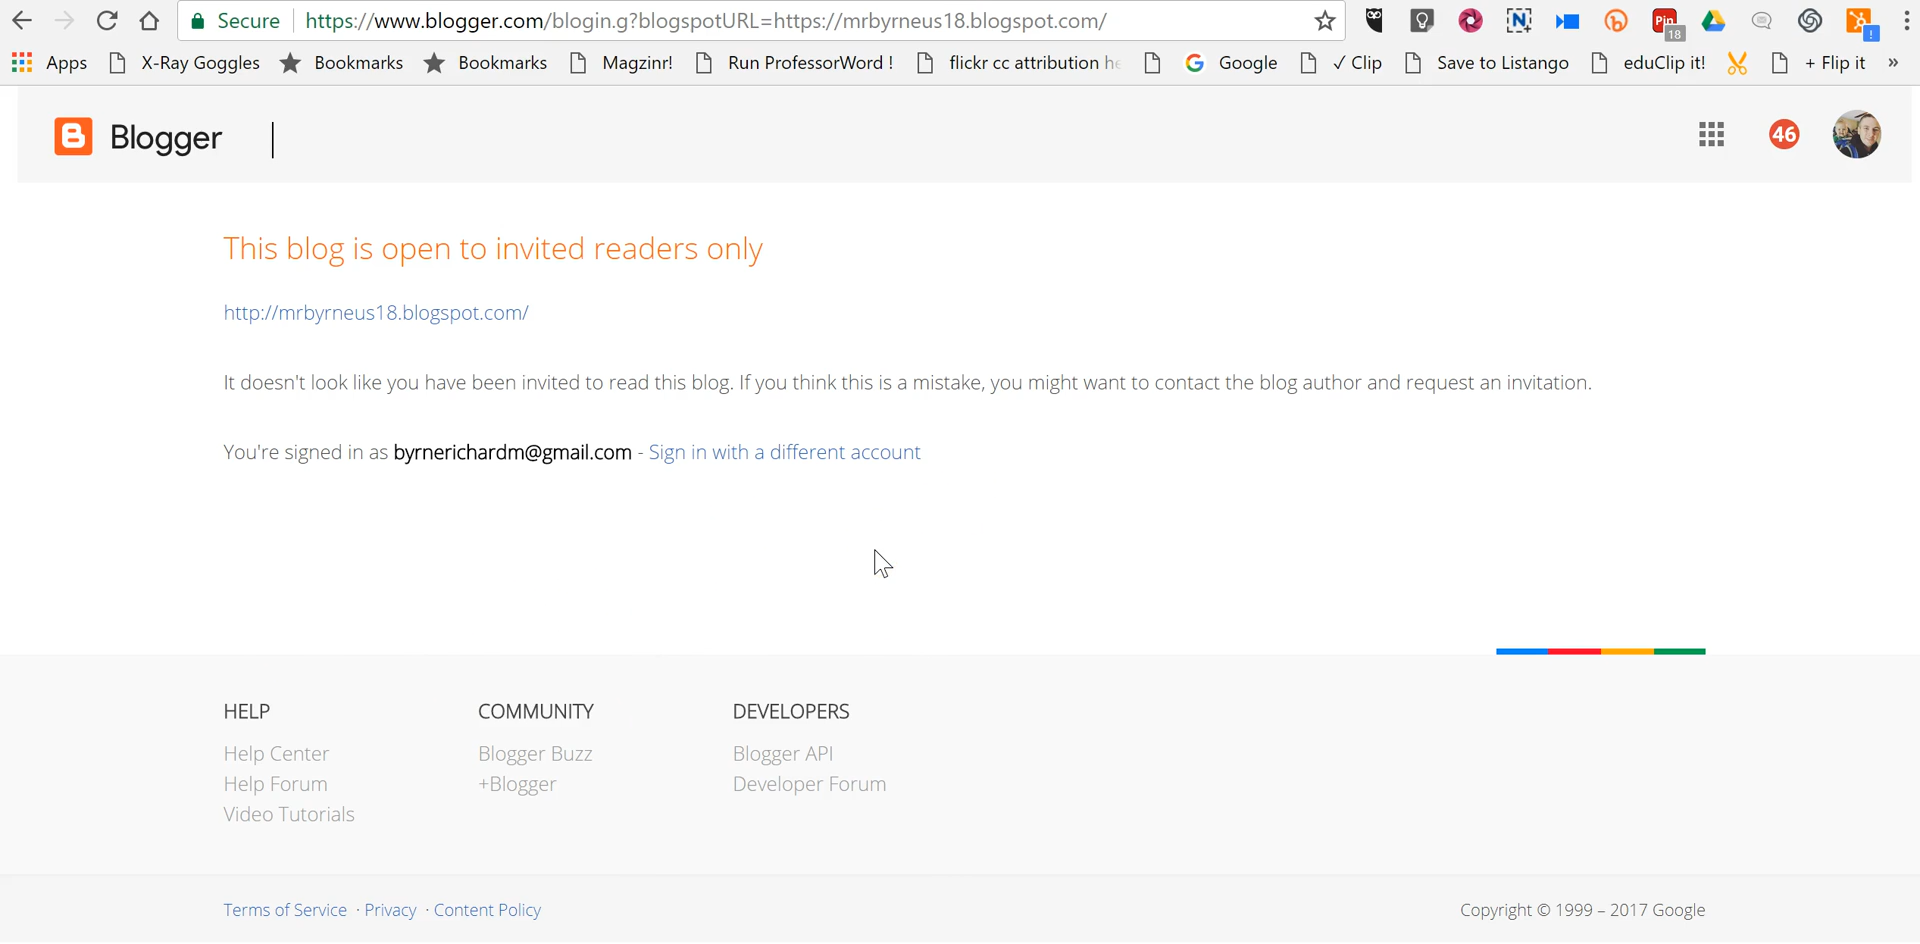 Secure https://www.blogger.com/blogin.g?blogspotURL=https://mrbyrneus18.blogspot.com/
Pin
18
!
Apps X-Ray Goggles Bookmarks Bookmarks Magzinr! Run ProfessorWord ! flickr cc attribution he Google ✓ Clip Save to Listango eduClip it! + Flip it »
Blogger
46
This blog is open to invited readers only
http://mrbyrneus18.blogspot.com/
It doesn't look like you have been invited to read this blog. If you think this is a mistake, you might want to contact the blog author and request an invitation.
You're signed in as byrnerichardm@gmail.com - Sign in with a different account
HELP COMMUNITY DEVELOPERS
Help Center Blogger Buzz Blogger API
Help Forum +Blogger Developer Forum
Video Tutorials
Terms of Service · Privacy · Content Policy Copyright © 1999 – 2017 Google